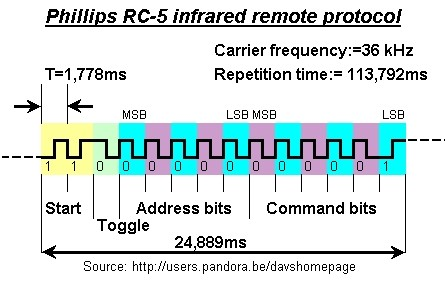 Phillips RC-5 infrared remote protocol
Carrier frequency:=36 kHz
T=1,778ms
Repetition time:= 113,792ms
MSB LSB MSB LSB
1 1 0 0 0 0 0 0 0 0 0 0 0 1
Start Address bits Command bits
Toggle
24,889ms
Source: http://users.pandora.be/davshomepage